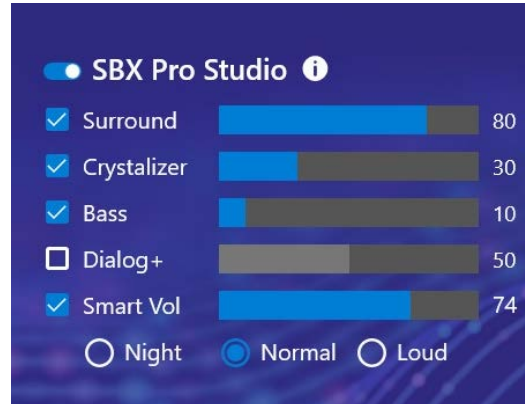 SBX Pro Studio i
Surround 80
Crystalizer 30
Bass 10
Dialog+ 50
Smart Vol 74
Night Normal Loud